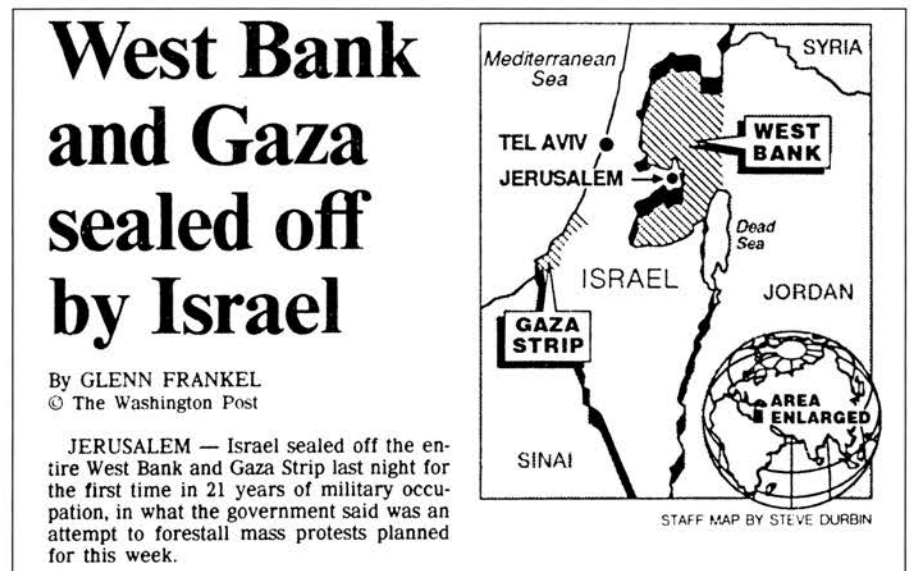 West Bank
and Gaza
sealed off
by Israel
By GLENN FRANKEL
© The Washington Post
JERUSALEM — Israel sealed off the en-
tire West Bank and Gaza Strip last night for
the first time in 21 years of military occu-
pation, in what the government said was an
attempt to forestall mass protests planned
for this week.
Mediterranean
Sea
SYRIA
TEL AVIV
WEST
BANK
JERUSALEM
Dead
Sea
ISRAEL
JORDAN
GAZA
STRIP
AREA
ENLARGED
SINAI
STAFF MAP BY STEVE DURBIN